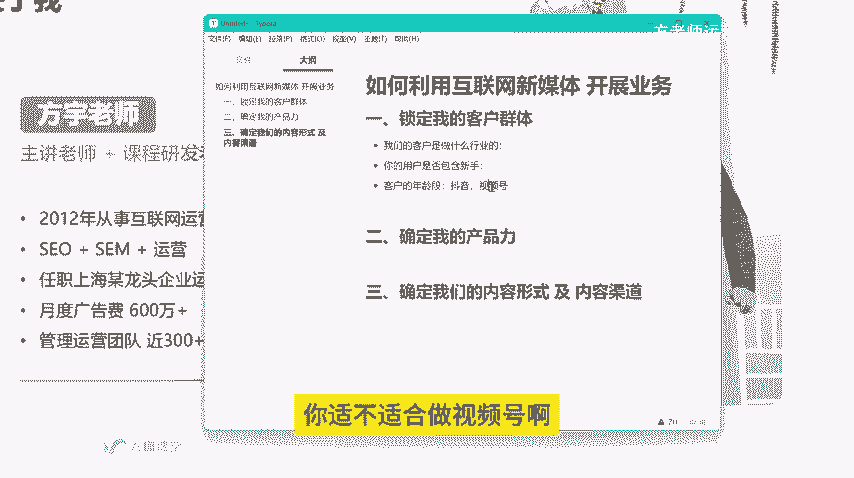 于我
方老师运
Untitled - Typora
文件(F) 编辑(E) 段落(P) 格式(O) 视图(V) 主题(T) 帮助(H)
大纲
如何利用互联网新媒体 开展业务
一、锁定我的客户群体
二、确定我的产品力
三、确定我们的内容形式 及
内容渠道
如何利用互联网新媒体 开展业务
一、锁定我的客户群体
我们的客户是做什么行业的:
你的用户是否包含新手:
客户的年龄段: 抖音, 视频号
二、确定我的产品力
三、确定我们的内容形式 及 内容渠道
方宇老师
主讲老师 + 课程研发
2012年从事互联网运营
SEO + SEM + 运营
任职上海某龙头企业运
月度广告费 600万+
管理运营团队 近300+
你适不适合做视频号啊